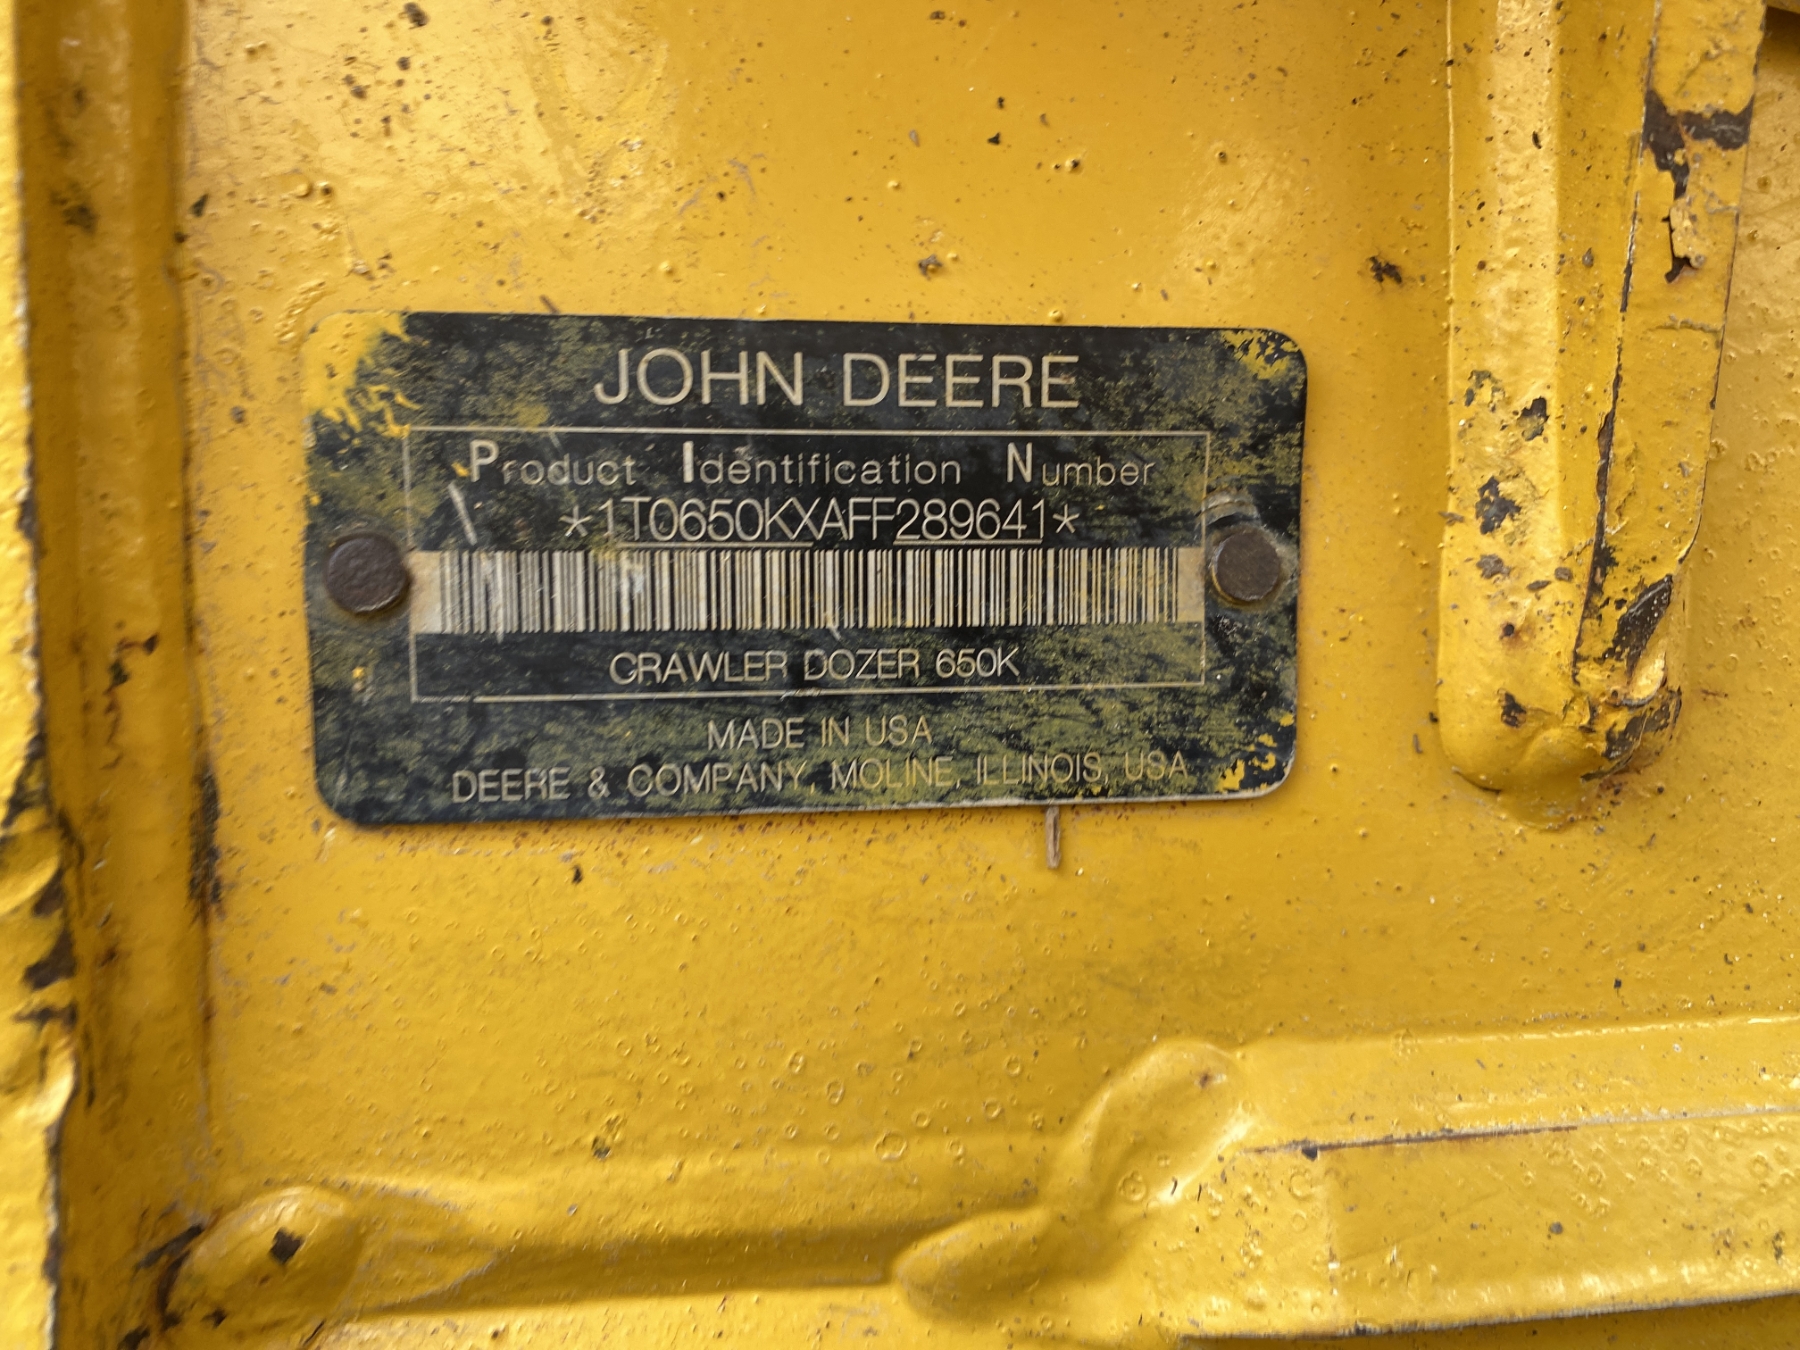 JOHN DEERE
Product Identification Number
*1T0650KXAFF289641*
CRAWLER DOZER 650K
MADE IN USA
DEERE & COMPANY, MOLINE, ILLINOIS, USA